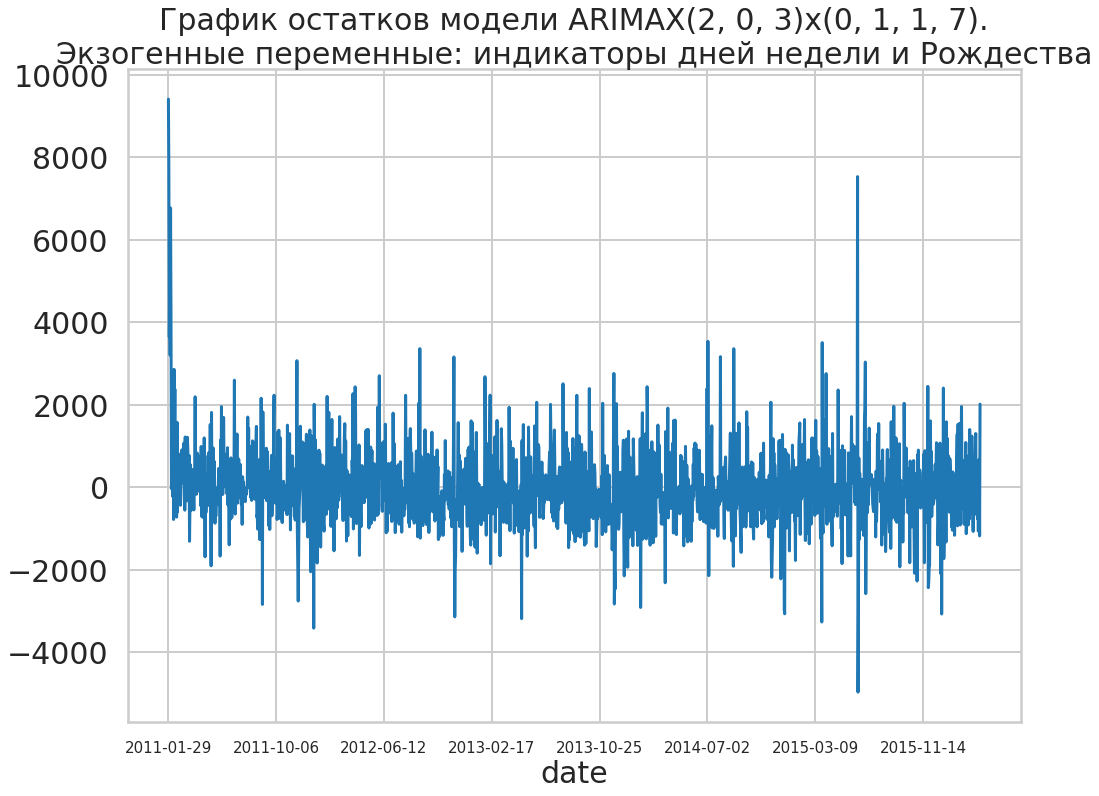 График остатков модели ARIMAX(2, 0, 3)x(0, 1, 1, 7).
Экзогенные переменные: индикаторы дней недели и Рождества
10000
8000
6000
4000
2000
0
−2000
−4000
2011-01-29 2011-10-06 2012-06-12 2013-02-17 2013-10-25 2014-07-02 2015-03-09 2015-11-14
date